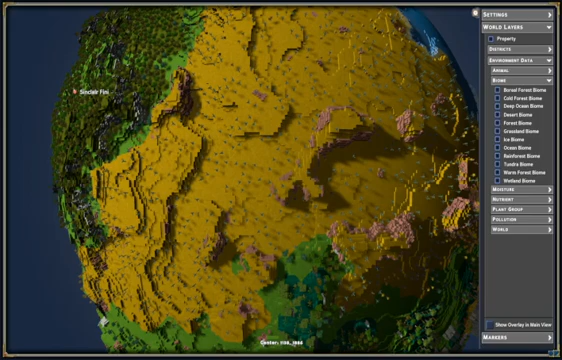 SETTINGS
WORLD LAYERS
Property
DISTRICTS
ENVIRONMENT DATA
ANIMAL
BIOME
Boreal Forest Biome
Cold Forest Biome
Deep Ocean Biome
Desert Biome
Forest Biome
Grassland Biome
Ice Biome
Ocean Biome
Rainforest Biome
Tundra Biome
Warm Forest Biome
Wetland Biome
MOISTURE
NUTRIENT
PLANT GROUP
POLLUTION
WORLD
Sinclair Fini
Show Overlay in Main View
MARKERS